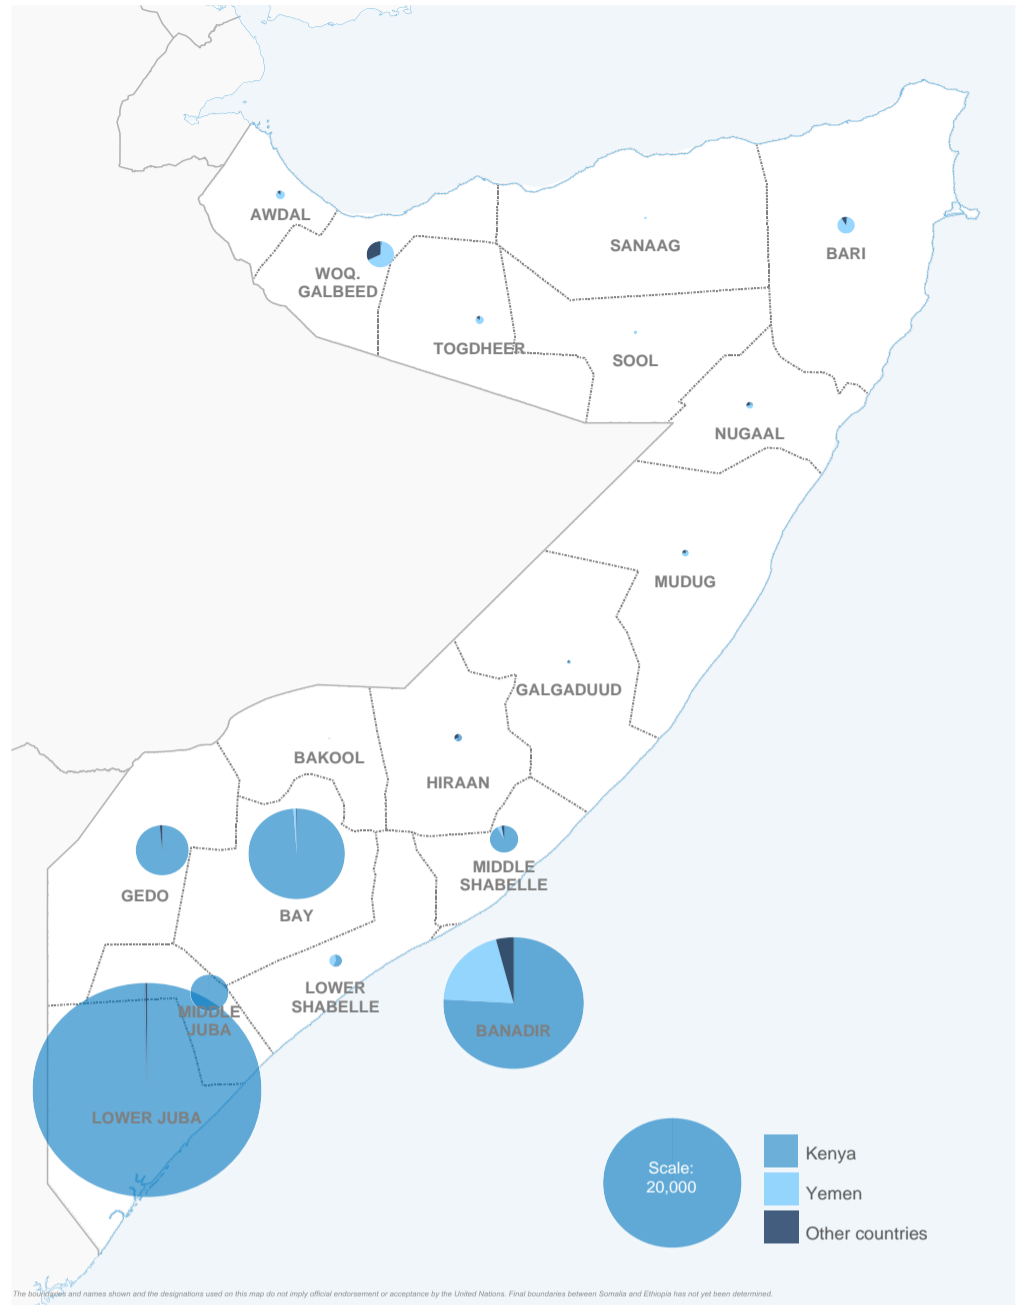 AWDAL
WOQ.
GALBEED
SANAAG
BARI
TOGDHEER
SOOL
NUGAAL
MUDUG
GALGADUUD
BAKOOL
HIRAAN
MIDDLE
SHABELLE
GEDO
BAY
LOWER
SHABELLE
MIDDLE
JUBA
BANADIR
LOWER JUBA
Scale:
20,000
Kenya
Yemen
Other countries
The boundaries and names shown and the designations used on this map do not imply official endorsement or acceptance by the United Nations. Final boundaries between Somalia and Ethiopia has not yet been determined.